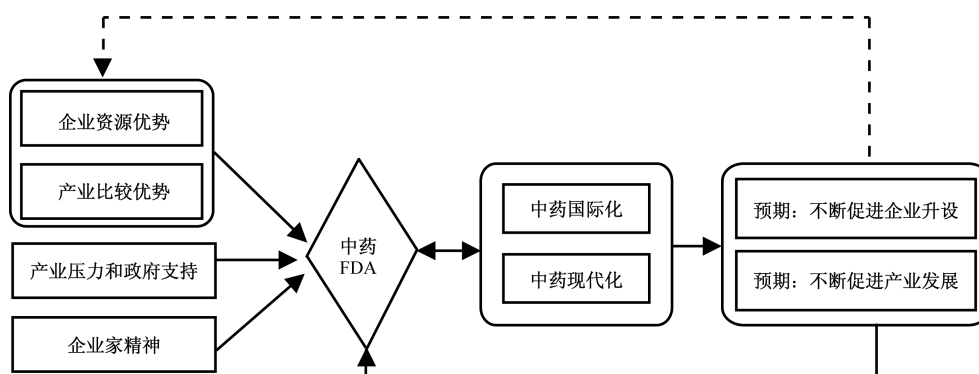 企业资源优势
产业比较优势
产业压力和政府支持
企业家精神
中药
FDA
中药国际化
中药现代化
预期：不断促进企业升设
预期：不断促进产业发展